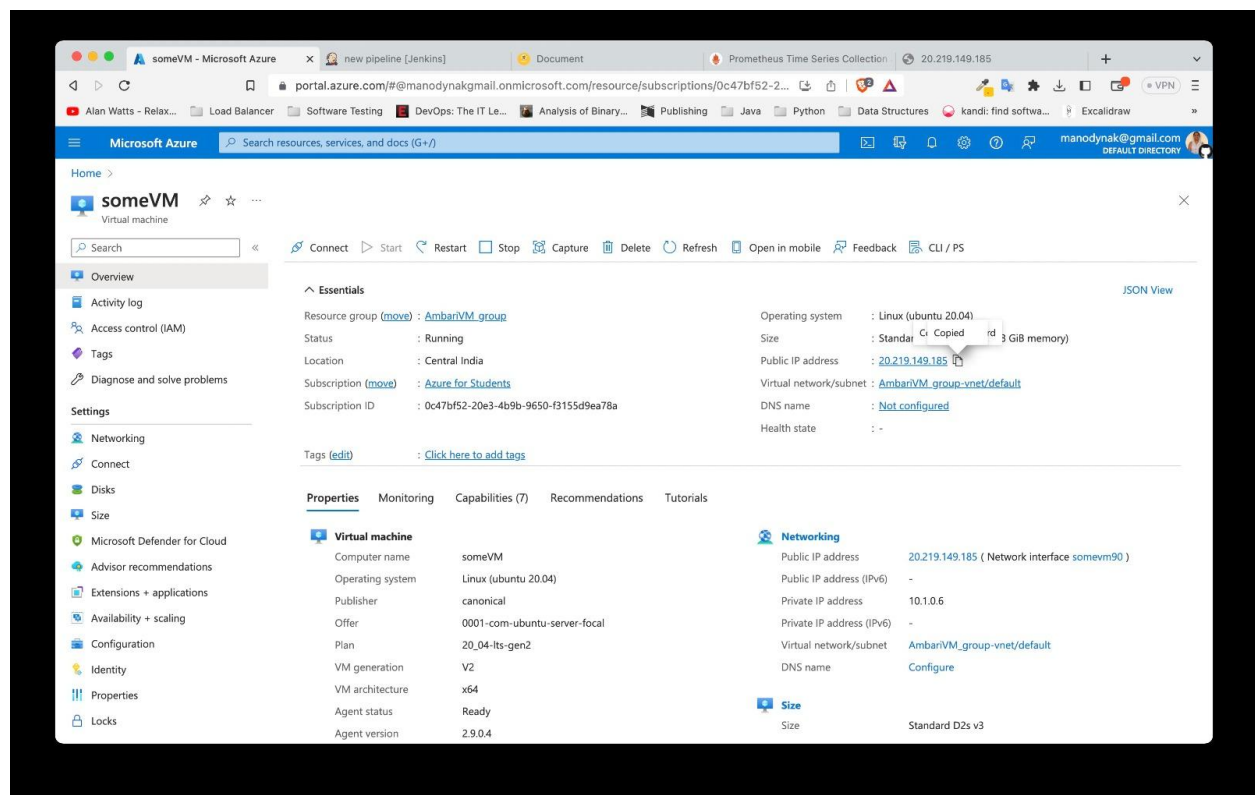 someVM - Microsoft Azure
new pipeline [Jenkins]
Document
Prometheus Time Series Collection
20.219.149.185
portal.azure.com/#@manodynakgmail.onmicrosoft.com/resource/subscriptions/0c47bf52-2...
VPN
Alan Watts - Relax...
Load Balancer
Software Testing
DevOps: The IT Le...
Analysis of Binary...
Publishing
Java
Python
Data Structures
kandi: find softwa...
Excalidraw
»
Microsoft Azure
Search resources, services, and docs (G+/)
manodynak@gmail.com
DEFAULT DIRECTORY
Home >
someVM
Virtual machine
Search
«
Connect
Start
Restart
Stop
Capture
Delete
Refresh
Open in mobile
Feedback
CLI / PS
Overview
Activity log
Access control (IAM)
Tags
Diagnose and solve problems
Settings
Networking
Connect
Disks
Size
Microsoft Defender for Cloud
Advisor recommendations
Extensions + applications
Availability + scaling
Configuration
Identity
Properties
Locks
Essentials
JSON View
Resource group (move) : AmbariVM_group
Status : Running
Location : Central India
Subscription (move) : Azure for Students
Subscription ID : 0c47bf52-20e3-4b9b-9650-f3155d9ea78a
Tags (edit) : Click here to add tags
Operating system : Linux (ubuntu 20.04)
Copied
Size : GiB memory)
Public IP address : 20.219.149.185
Virtual network/subnet : AmbariVM_group-vnet/default
DNS name : Not configured
Health state : -
Properties
Monitoring
Capabilities (7)
Recommendations
Tutorials
Virtual machine
Computer name someVM
Operating system Linux (ubuntu 20.04)
Publisher canonical
Offer 0001-com-ubuntu-server-focal
Plan 20_04-lts-gen2
VM generation V2
VM architecture x64
Agent status Ready
Agent version 2.9.0.4
Networking
Public IP address 20.219.149.185 ( Network interface somevm90 )
Public IP address (IPv6) -
Private IP address 10.1.0.6
Private IP address (IPv6) -
Virtual network/subnet AmbariVM_group-vnet/default
DNS name Configure
Size
Size Standard D2s v3